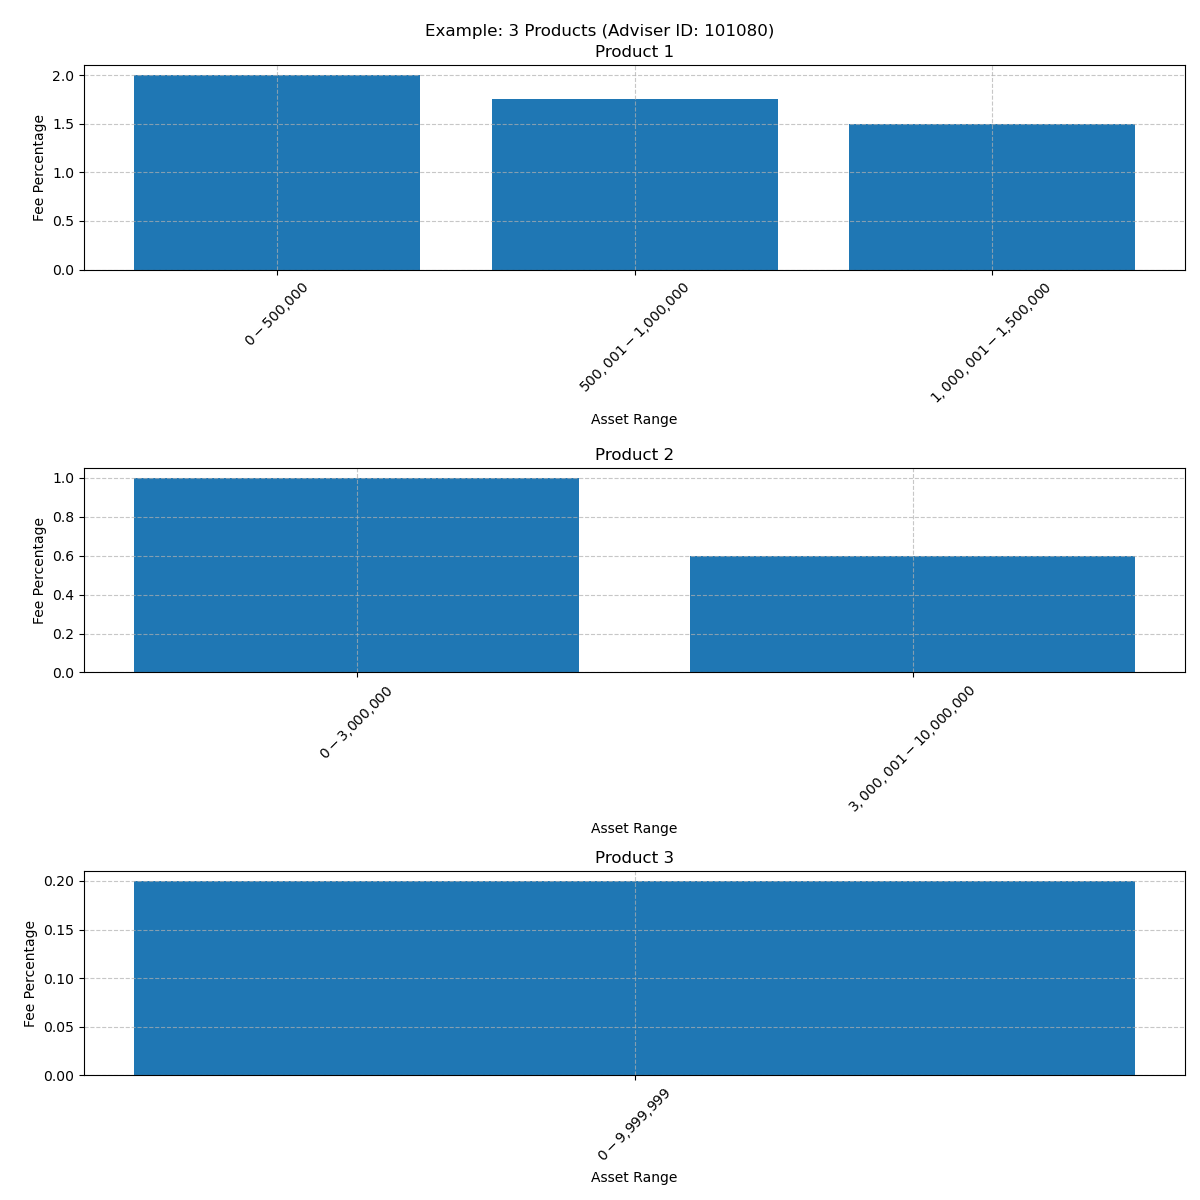 Example: 3 Products (Adviser ID: 101080)
Product 1
Fee Percentage
2.0
1.5
1.0
0.5
0.0
0 − 500,000
500, 001 − 1,000,000
1, 000, 001 − 1,500,000
Asset Range
Product 2
Fee Percentage
1.0
0.8
0.6
0.4
0.2
0.0
0 − 3,000,000
3, 000, 001 − 10,000,000
Asset Range
Product 3
Fee Percentage
0.20
0.15
0.10
0.05
0.00
0 − 9,999,999
Asset Range